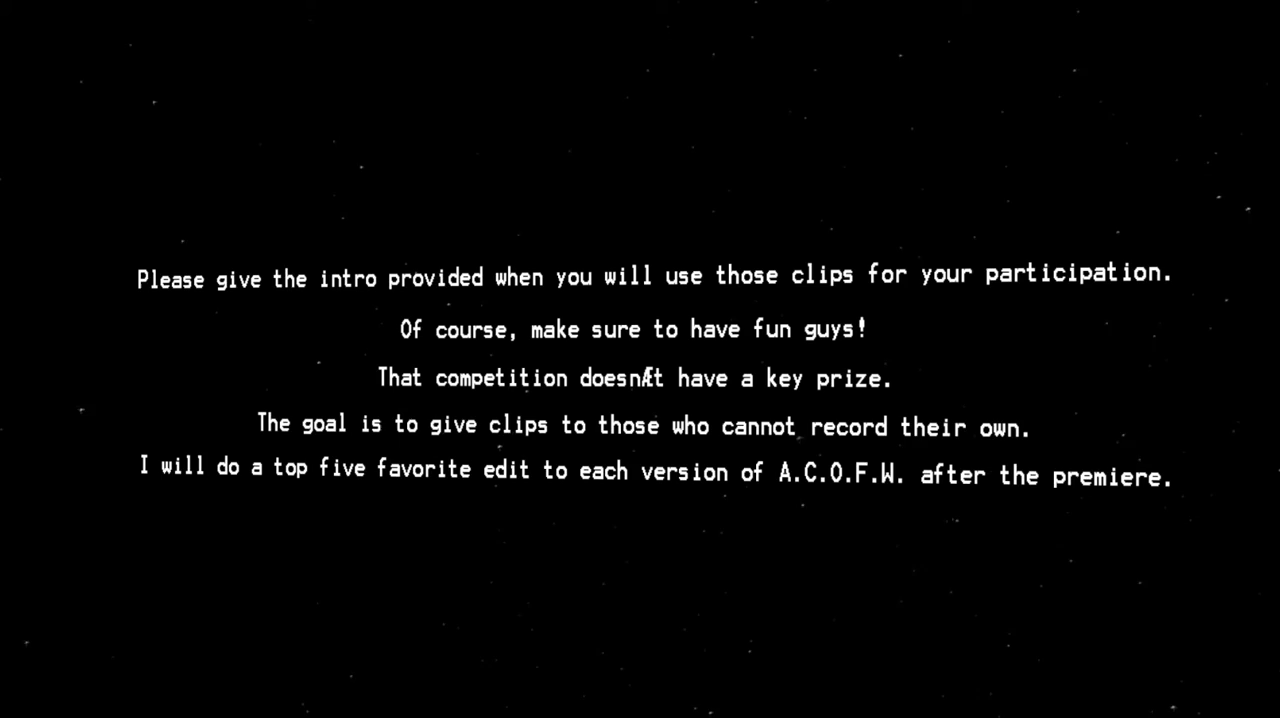 Please give the intro provided when you will use those clips for your participation.
Of course, make sure to have fun guys!
That competition doesnÆt have a key prize.
The goal is to give clips to those who cannot record their own.
I will do a top five favorite edit to each version of A.C.O.F.W. after the premiere.